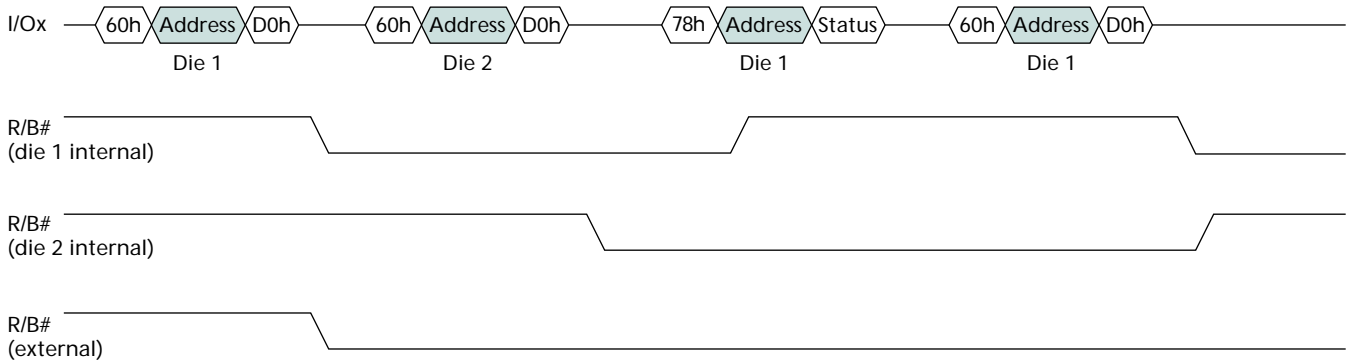 I/Ox 60h Address D0h 60h Address D0h 78h Address Status 60h Address D0h
Die 1 Die 2 Die 1 Die 1
R/B#
(die 1 internal)
R/B#
(die 2 internal)
R/B#
(external)